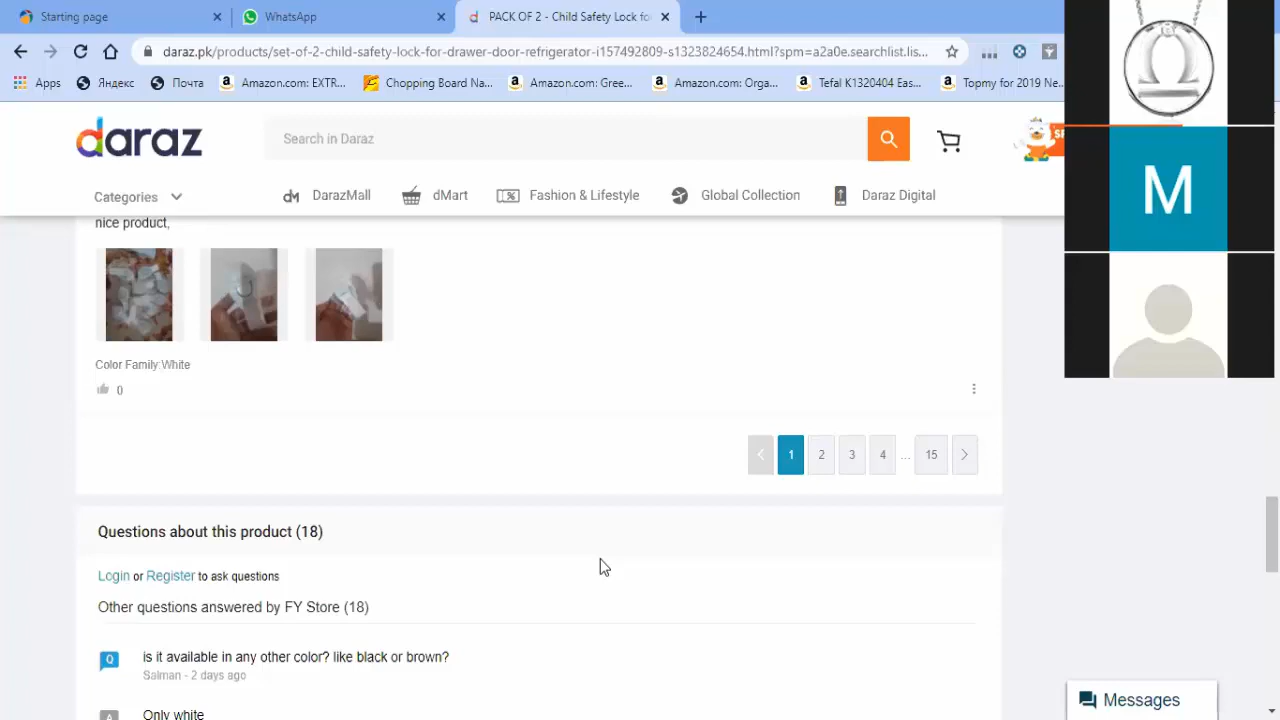 Starting page
WhatsApp
PACK OF 2 - Child Safety Lock fo
daraz.pk/products/set-of-2-child-safety-lock-for-drawer-door-refrigerator-i157492809-s1323824654.html?spm=a2a0e.searchlist.lis...
Apps
Яндекс
Почта
Amazon.com: EXTR...
Chopping Board Na...
Amazon.com: Gree...
Amazon.com: Orga...
Tefal K1320404 Eas...
Topmy for 2019 Ne...
daraz
Search in Daraz
Categories
DarazMall
dMart
Fashion & Lifestyle
Global Collection
Daraz Digital
M
nice product,
Color Family:White
0
1 2 3 4 ... 15
Questions about this product (18)
Login or Register to ask questions
Other questions answered by FY Store (18)
Q
is it available in any other color? like black or brown?
Salman - 2 days ago
A
Only white
Messages